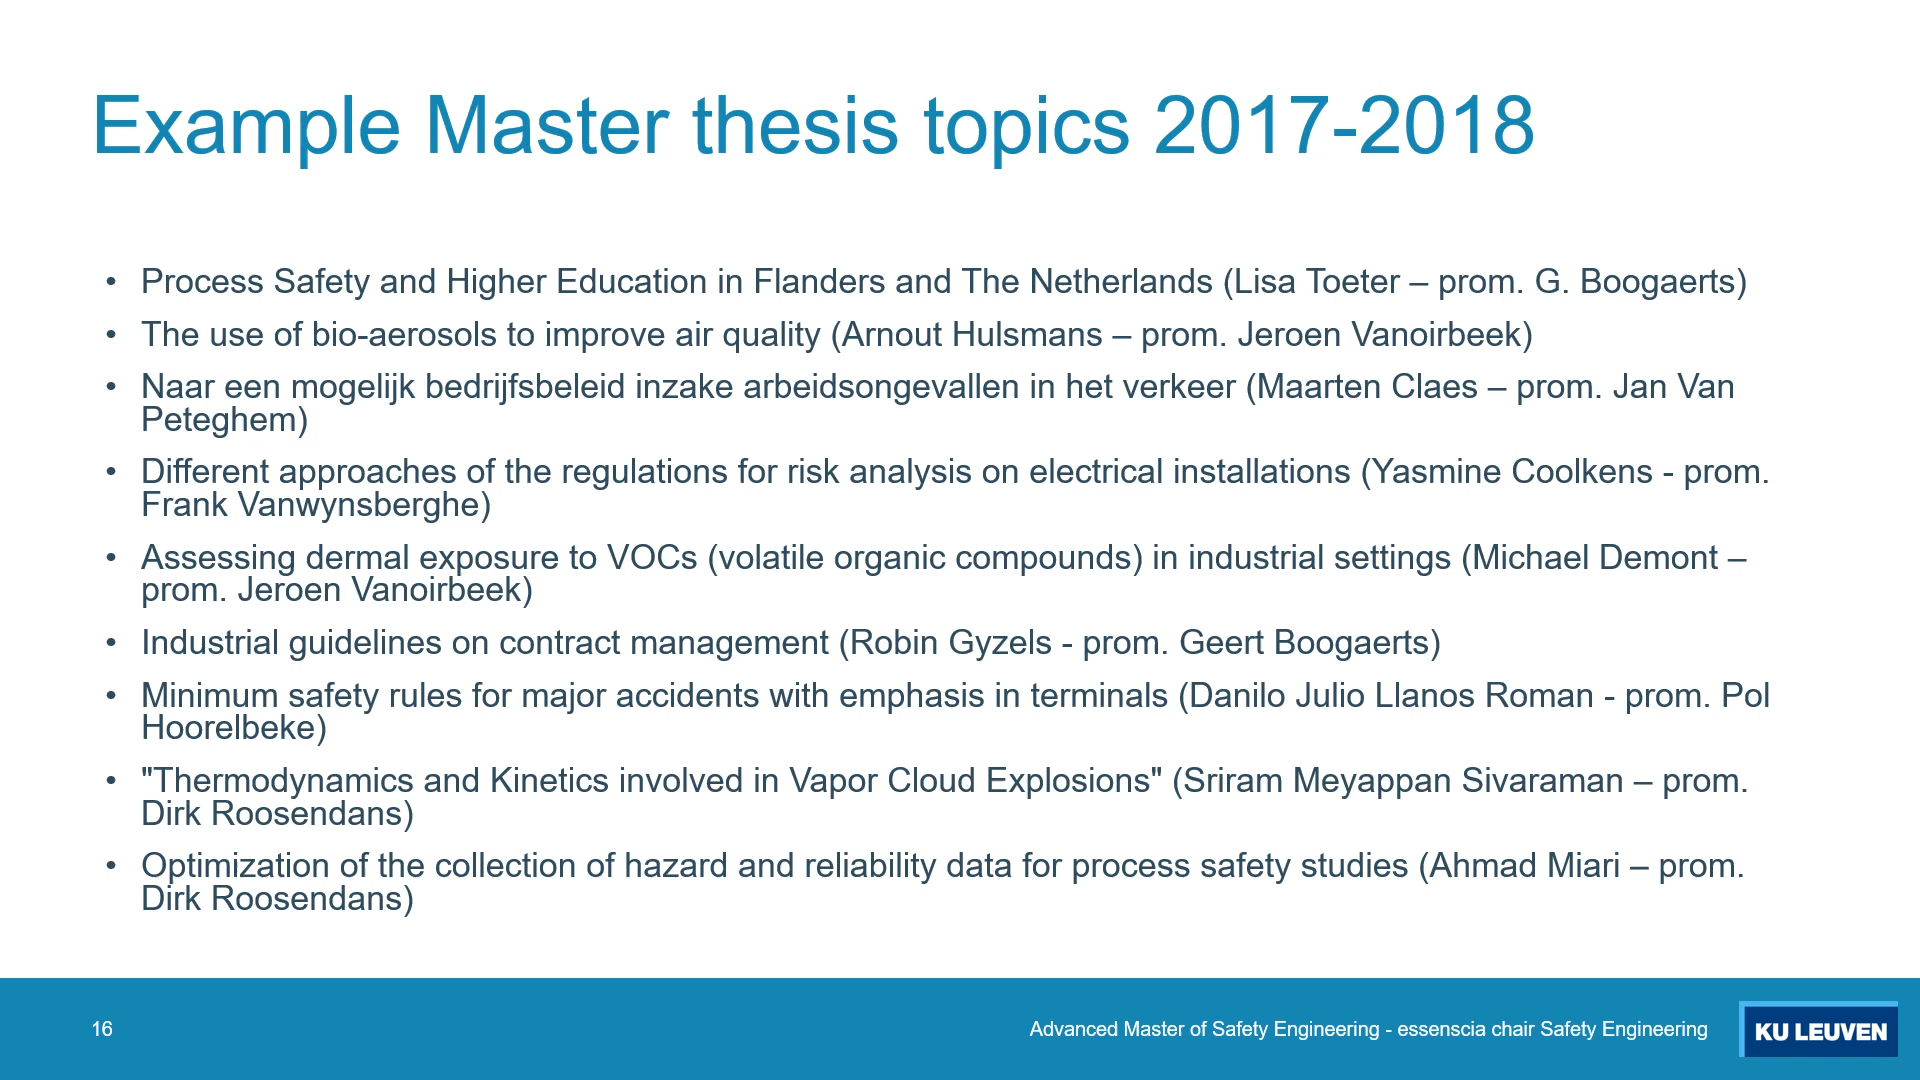 Example Master thesis topics 2017-2018
• Process Safety and Higher Education in Flanders and The Netherlands (Lisa Toeter – prom. G. Boogaerts)
• The use of bio-aerosols to improve air quality (Arnout Hulsmans – prom. Jeroen Vanoirbeek)
• Naar een mogelijk bedrijfsbeleid inzake arbeidsongevallen in het verkeer (Maarten Claes – prom. Jan Van
Peteghem)
• Different approaches of the regulations for risk analysis on electrical installations (Yasmine Coolkens - prom.
Frank Vanwynsberghe)
• Assessing dermal exposure to VOCs (volatile organic compounds) in industrial settings (Michael Demont –
prom. Jeroen Vanoirbeek)
• Industrial guidelines on contract management (Robin Gyzels - prom. Geert Boogaerts)
• Minimum safety rules for major accidents with emphasis in terminals (Danilo Julio Llanos Roman - prom. Pol
Hoorelbeke)
• "Thermodynamics and Kinetics involved in Vapor Cloud Explosions" (Sriram Meyappan Sivaraman – prom.
Dirk Roosendans)
• Optimization of the collection of hazard and reliability data for process safety studies (Ahmad Miari – prom.
Dirk Roosendans)
16
Advanced Master of Safety Engineering - essenscia chair Safety Engineering
KU LEUVEN